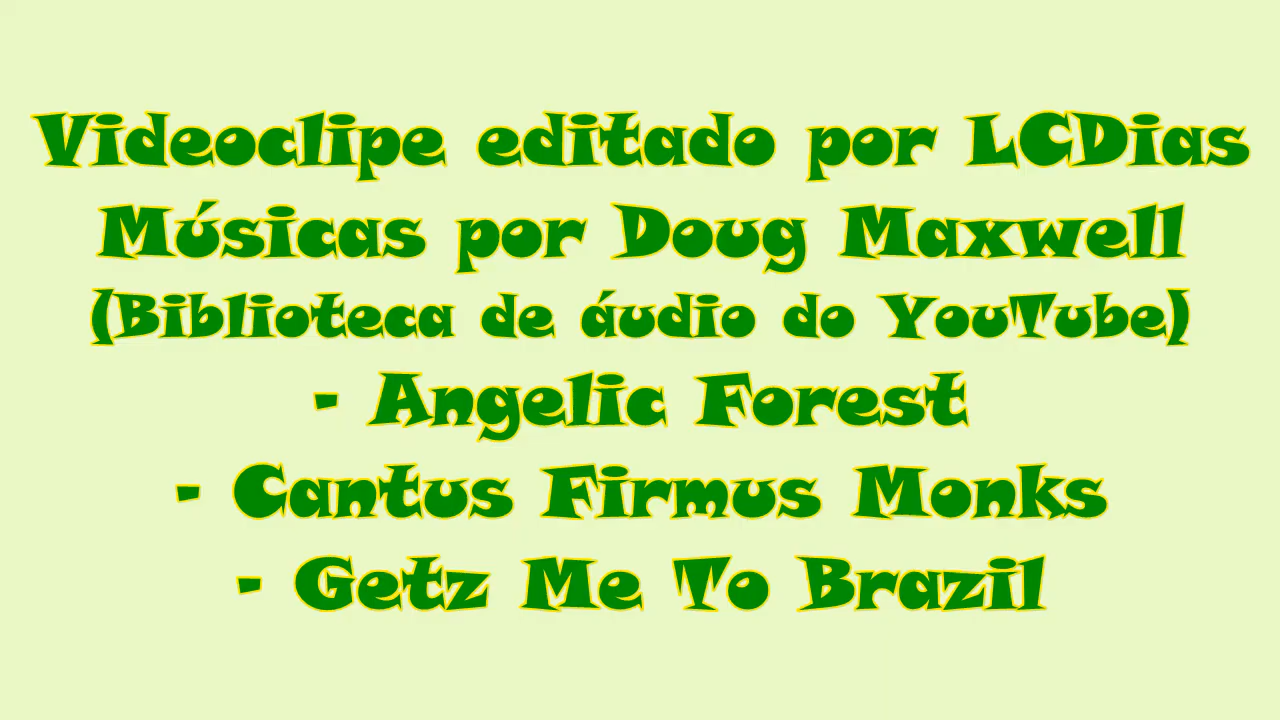 Videoclipe editado por LCDias
Músicas por Doug Maxwell
(Biblioteca de áudio do YouTube)
- Angelic Forest
- Cantus Firmus Monks
- Getz Me To Brazil